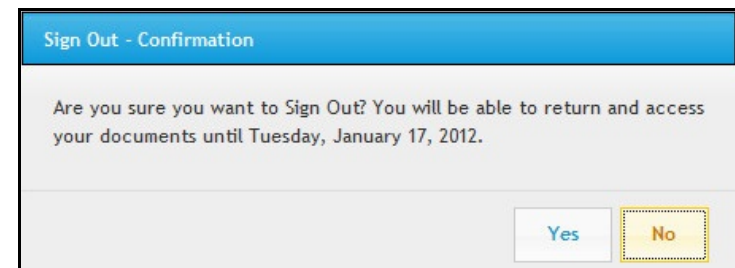 Sign Out - Confirmation
Are you sure you want to Sign Out? You will be able to return and access
your documents until Tuesday, January 17, 2012.
Yes No